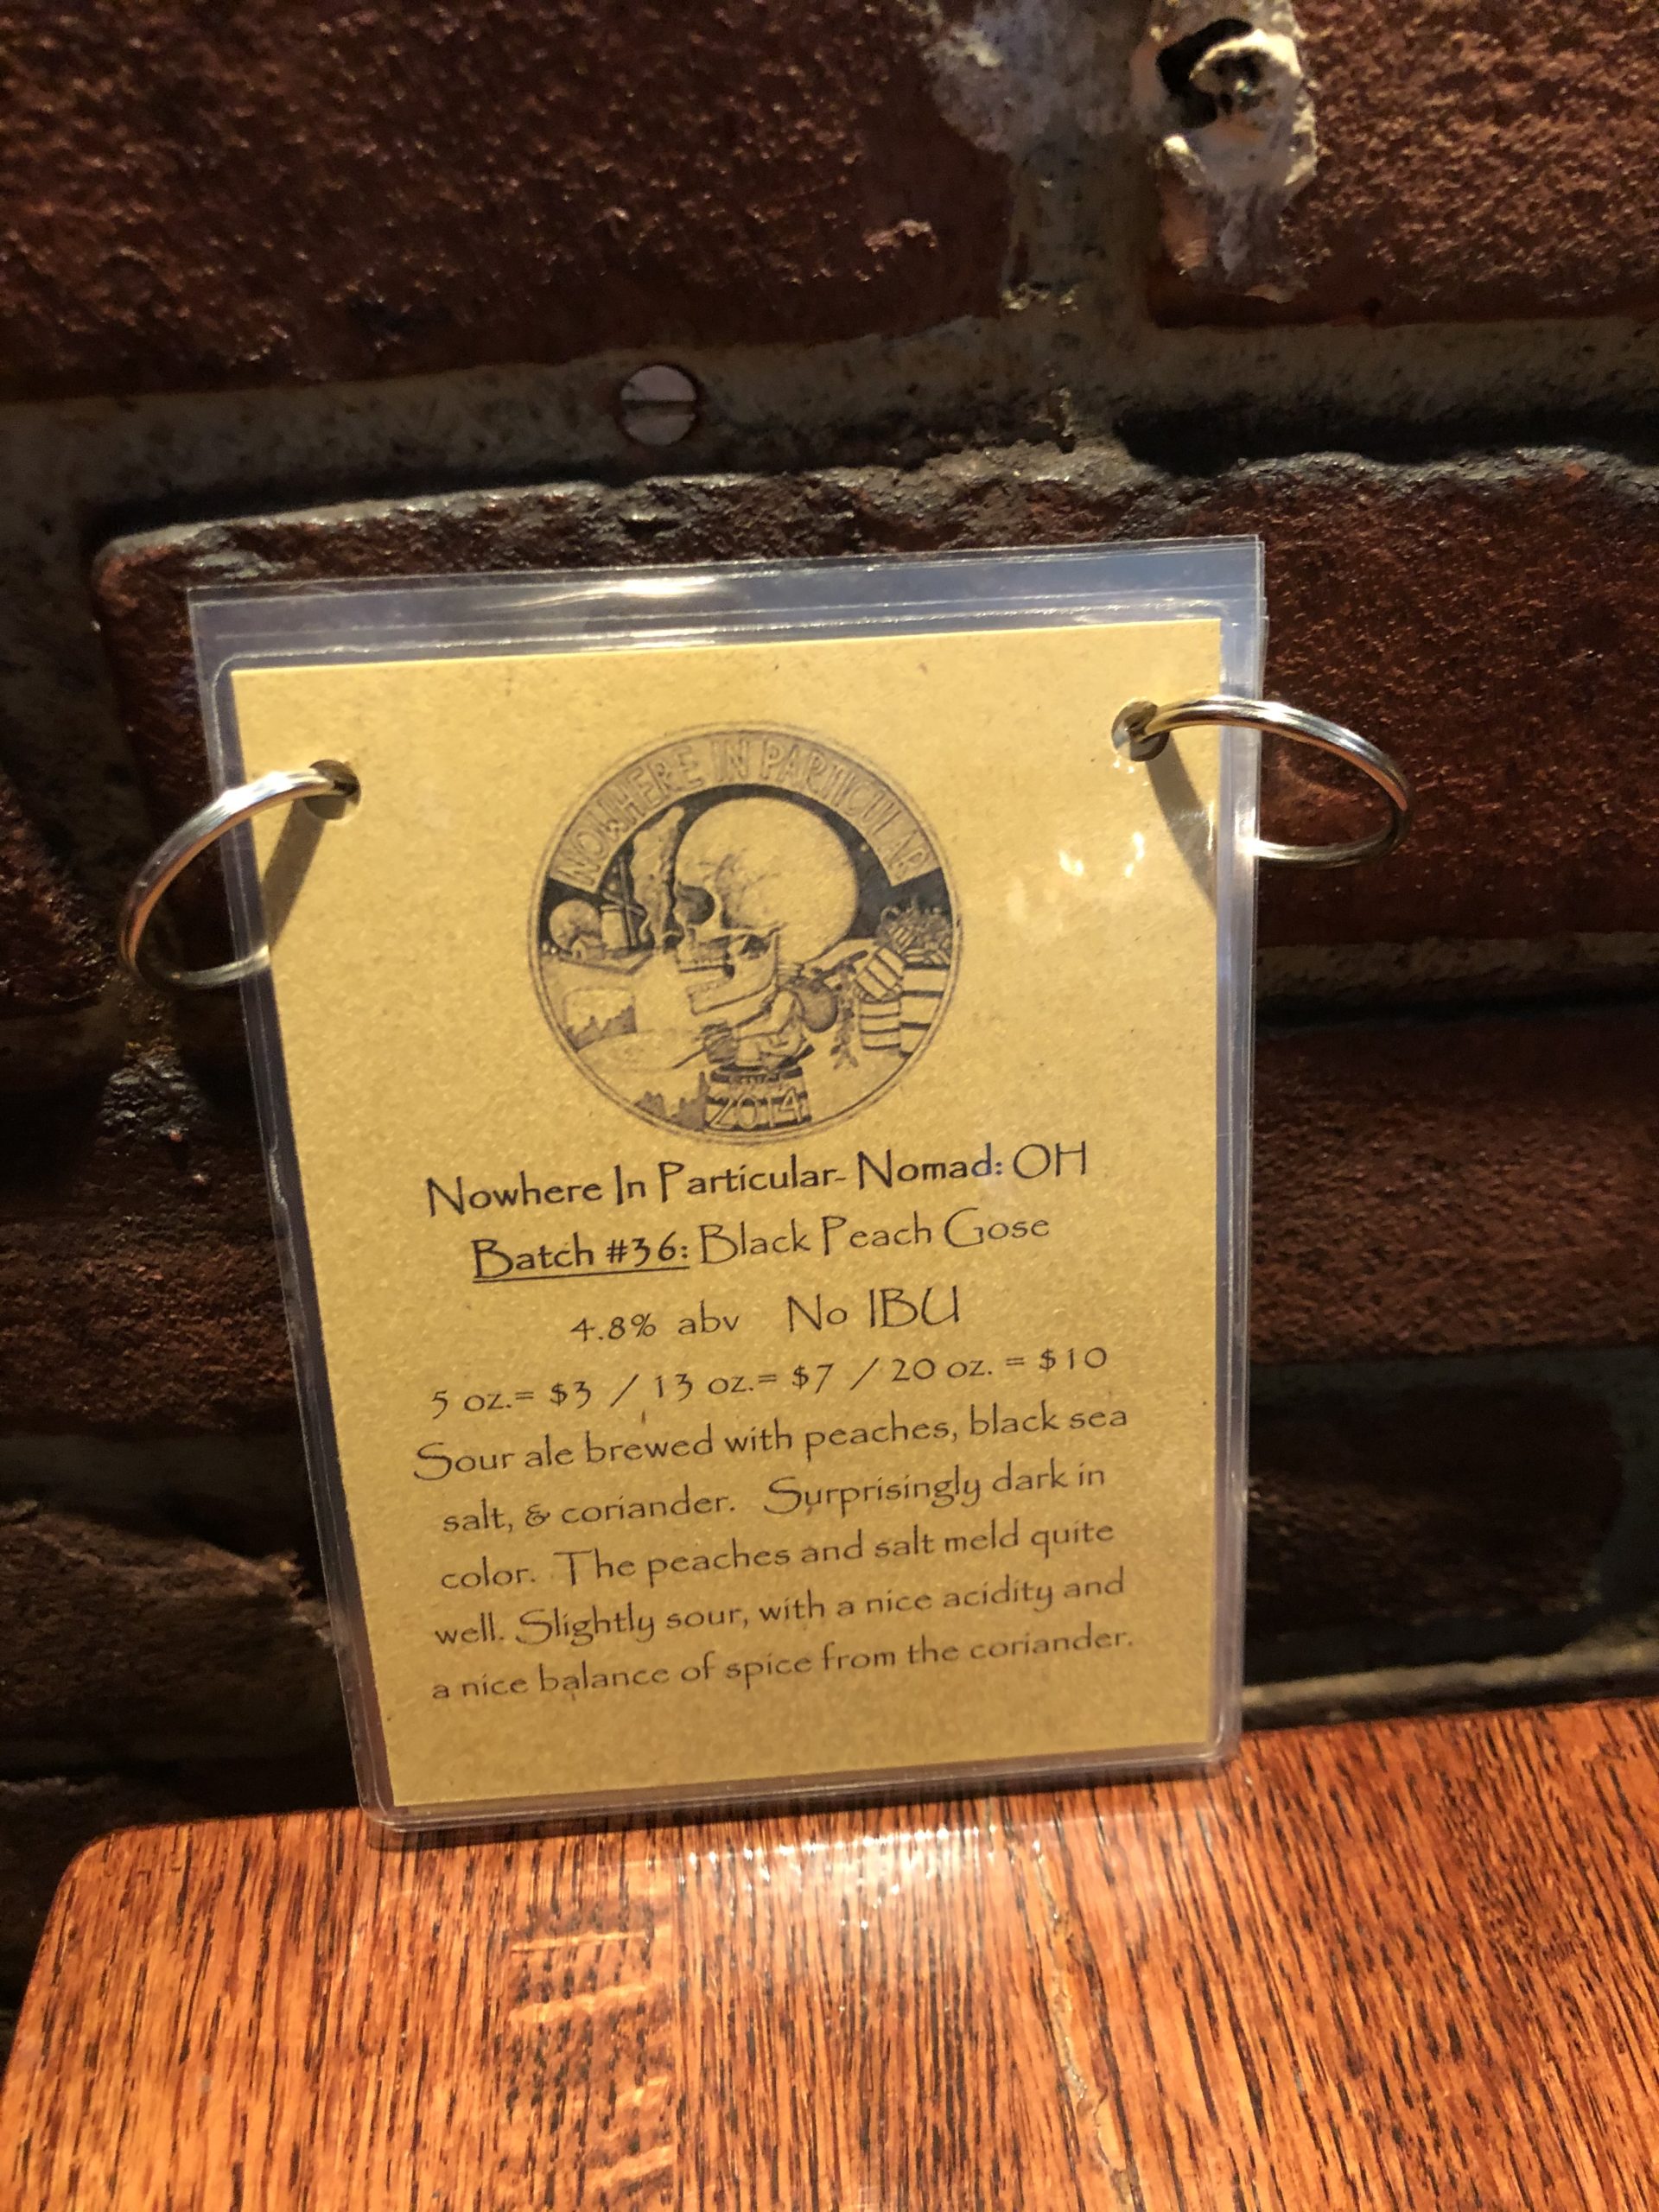 NOWHERE IN PARTICULAR
SINCE
2014
Nowhere In Particular- Nomad: OH
Batch #36: Black Peach Gose
4.8% abv No IBU
5 oz.= $3 / 13 oz.= $7 / 20 oz. = $10
Sour ale brewed with peaches, black sea
salt, & coriander. Surprisingly dark in
color. The peaches and salt meld quite
well. Slightly sour, with a nice acidity and
a nice balance of spice from the coriander.